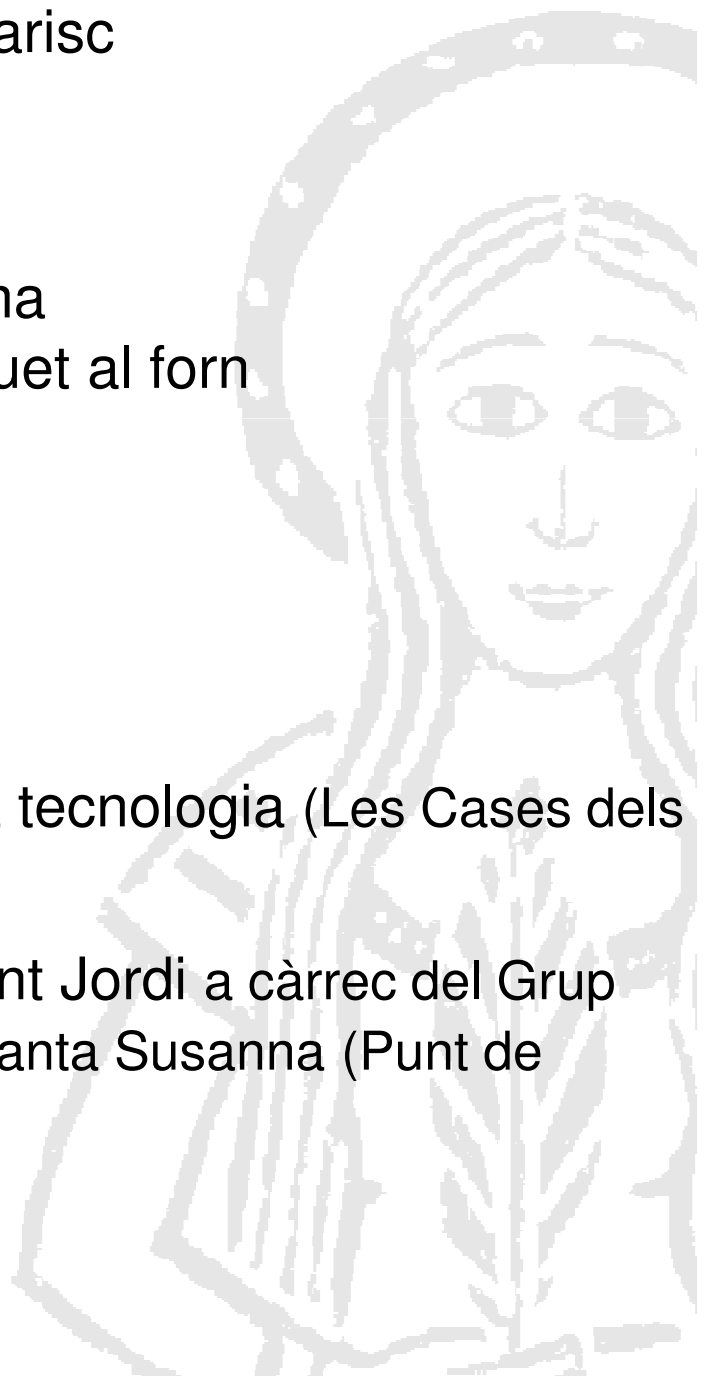 arisc
na
uet al forn
tecnologia (Les Cases dels
nt Jordi a càrrec del Grup
anta Susanna (Punt de